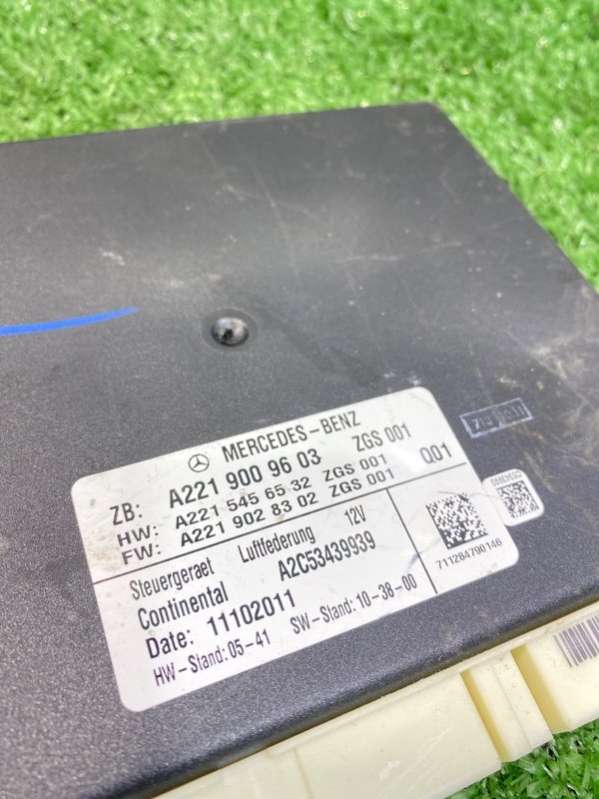 MERCEDES-BENZ
ZB: A221 900 96 03 ZGS 001
HW: A221 545 65 32 ZGS 001 Q01
FW: A221 902 83 02 ZGS 001
Steuergeraet Luftfederung 12V
Continental A2C53439939
Date: 11102011
HW-Stand:05-41 SW-Stand:10-38-00
711284790146